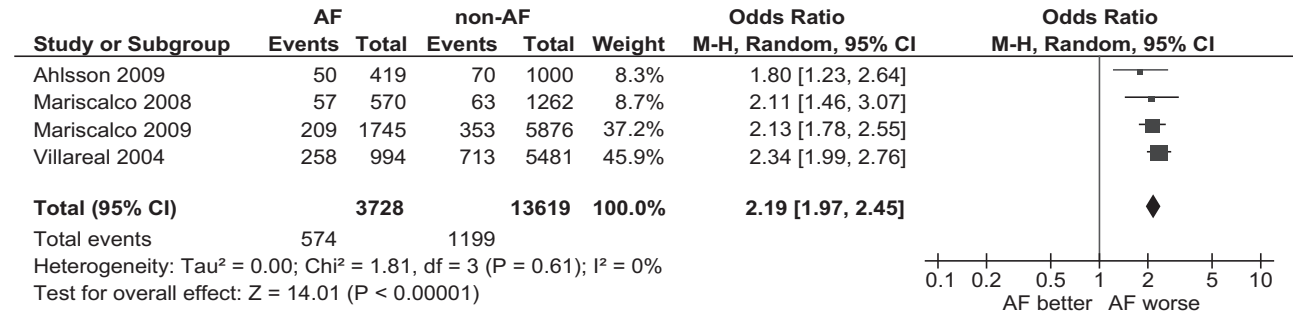 AF non-AF Odds Ratio Odds Ratio
Study or Subgroup Events Total Events Total Weight M-H, Random, 95% CI M-H, Random, 95% CI
Ahlsson 2009 50 419 70 1000 8.3% 1.80 [1.23, 2.64]
Mariscalco 2008 57 570 63 1262 8.7% 2.11 [1.46, 3.07]
Mariscalco 2009 209 1745 353 5876 37.2% 2.13 [1.78, 2.55]
Villareal 2004 258 994 713 5481 45.9% 2.34 [1.99, 2.76]
Total (95% CI) 3728 13619 100.0% 2.19 [1.97, 2.45]
Total events 574 1199
Heterogeneity: Tau² = 0.00; Chi² = 1.81, df = 3 (P = 0.61); I² = 0%
Test for overall effect: Z = 14.01 (P < 0.00001)
0.1 0.2 0.5 1 2 5 10
AF better AF worse